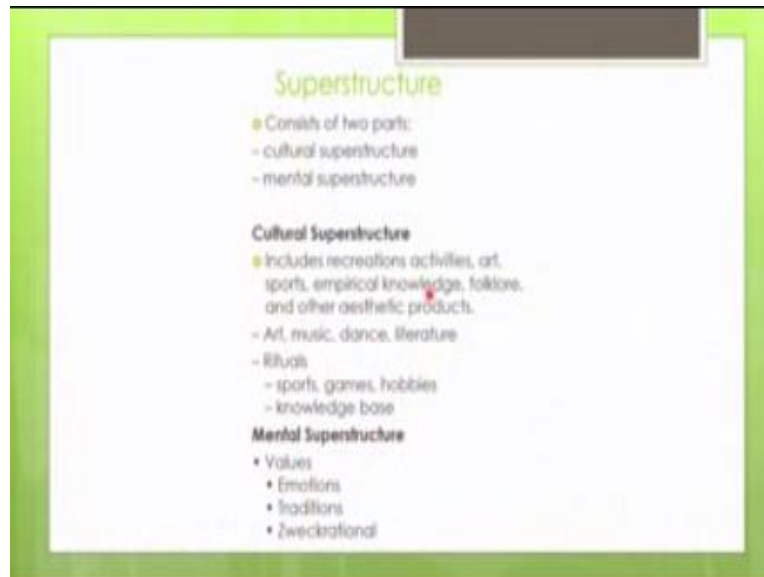 Superstructure
Consists of two parts:
– cultural superstructure
– mental superstructure
Cultural Superstructure
Includes recreations activities, art,
sports, empirical knowledge, folklore,
and other aesthetic products.
– Art, music, dance, literature
– Rituals
– sports, games, hobbies
– knowledge base
Mental Superstructure
• Values
• Emotions
• Traditions
• Zweckrational